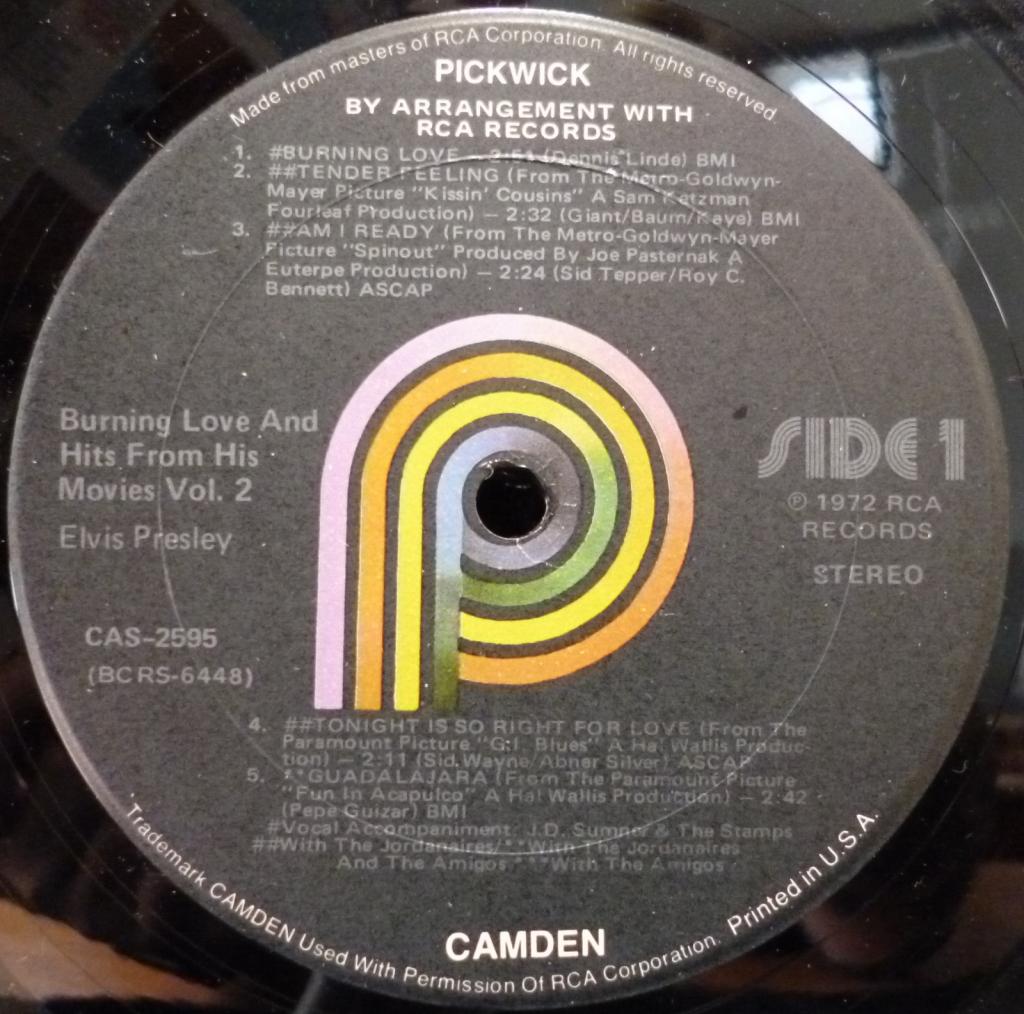 Made from masters of RCA Corporation. All rights reserved
PICKWICK
BY ARRANGEMENT WITH
RCA RECORDS
1. #BURNING LOVE – 2:51 (Dennis Linde) BMI
2. ##TENDER FEELING (From The Metro-Goldwyn-
Mayer Picture "Kissin' Cousins" A Sam Katzman
Fourleaf Production) – 2:32 (Giant/Baum/Kaye) BMI
3. ##AM I READY (From The Metro-Goldwyn-Mayer
Picture "Spinout" Produced By Joe Pasternak A
Euterpe Production) – 2:24 (Sid Tepper/Roy C.
Bennett) ASCAP
Burning Love And
Hits From His
Movies Vol. 2
Elvis Presley
CAS-2595
(BCRS-6448)
SIDE 1
℗ 1972 RCA
RECORDS
STEREO
4. ##TONIGHT IS SO RIGHT FOR LOVE (From The
Paramount Picture "G.I. Blues" A Hal Wallis Produc-
tion) – 2:11 (Sid Wayne/Abner Silver) ASCAP
5. **GUADALAJARA (From The Paramount Picture
"Fun In Acapulco" A Hal Wallis Production) – 2:42
(Pepe Guizar) BMI
#Vocal Accompaniment: J.D. Sumner & The Stamps
##With The Jordanaires/**With The Jordanaires
And The Amigos/***With The Amigos
CAMDEN
Trademark CAMDEN Used With Permission Of RCA Corporation. Printed in U.S.A.